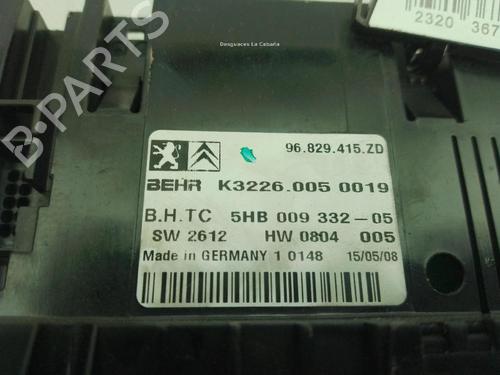 Desguaces La Cabaña
2320 367
B-PARTS
96.829.415.ZD
BEHR K3226.005 0019
B.H.TC 5HB 009 332-05
SW 2612 HW 0804 005
Made in GERMANY 1 0148 15/05/08